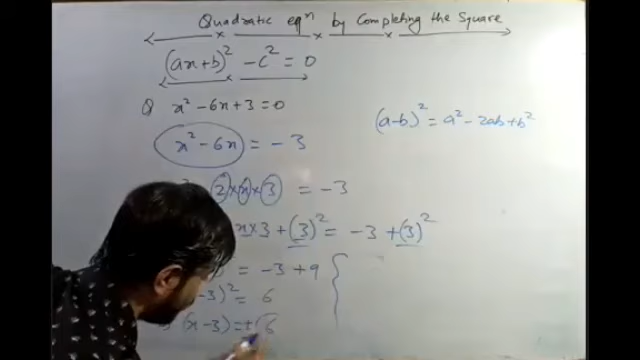 Quadratic eqⁿ by Completing the Square
(ax+b)² - c² = 0
Q x² - 6x + 3 = 0
(a-b)² = a² - 2ab + b²
x² - 6x = -3
2 × x × 3 = -3
x × 3 + (3)² = -3 + (3)²
= -3 + 9
-3)² = 6
(x-3) = ±√6